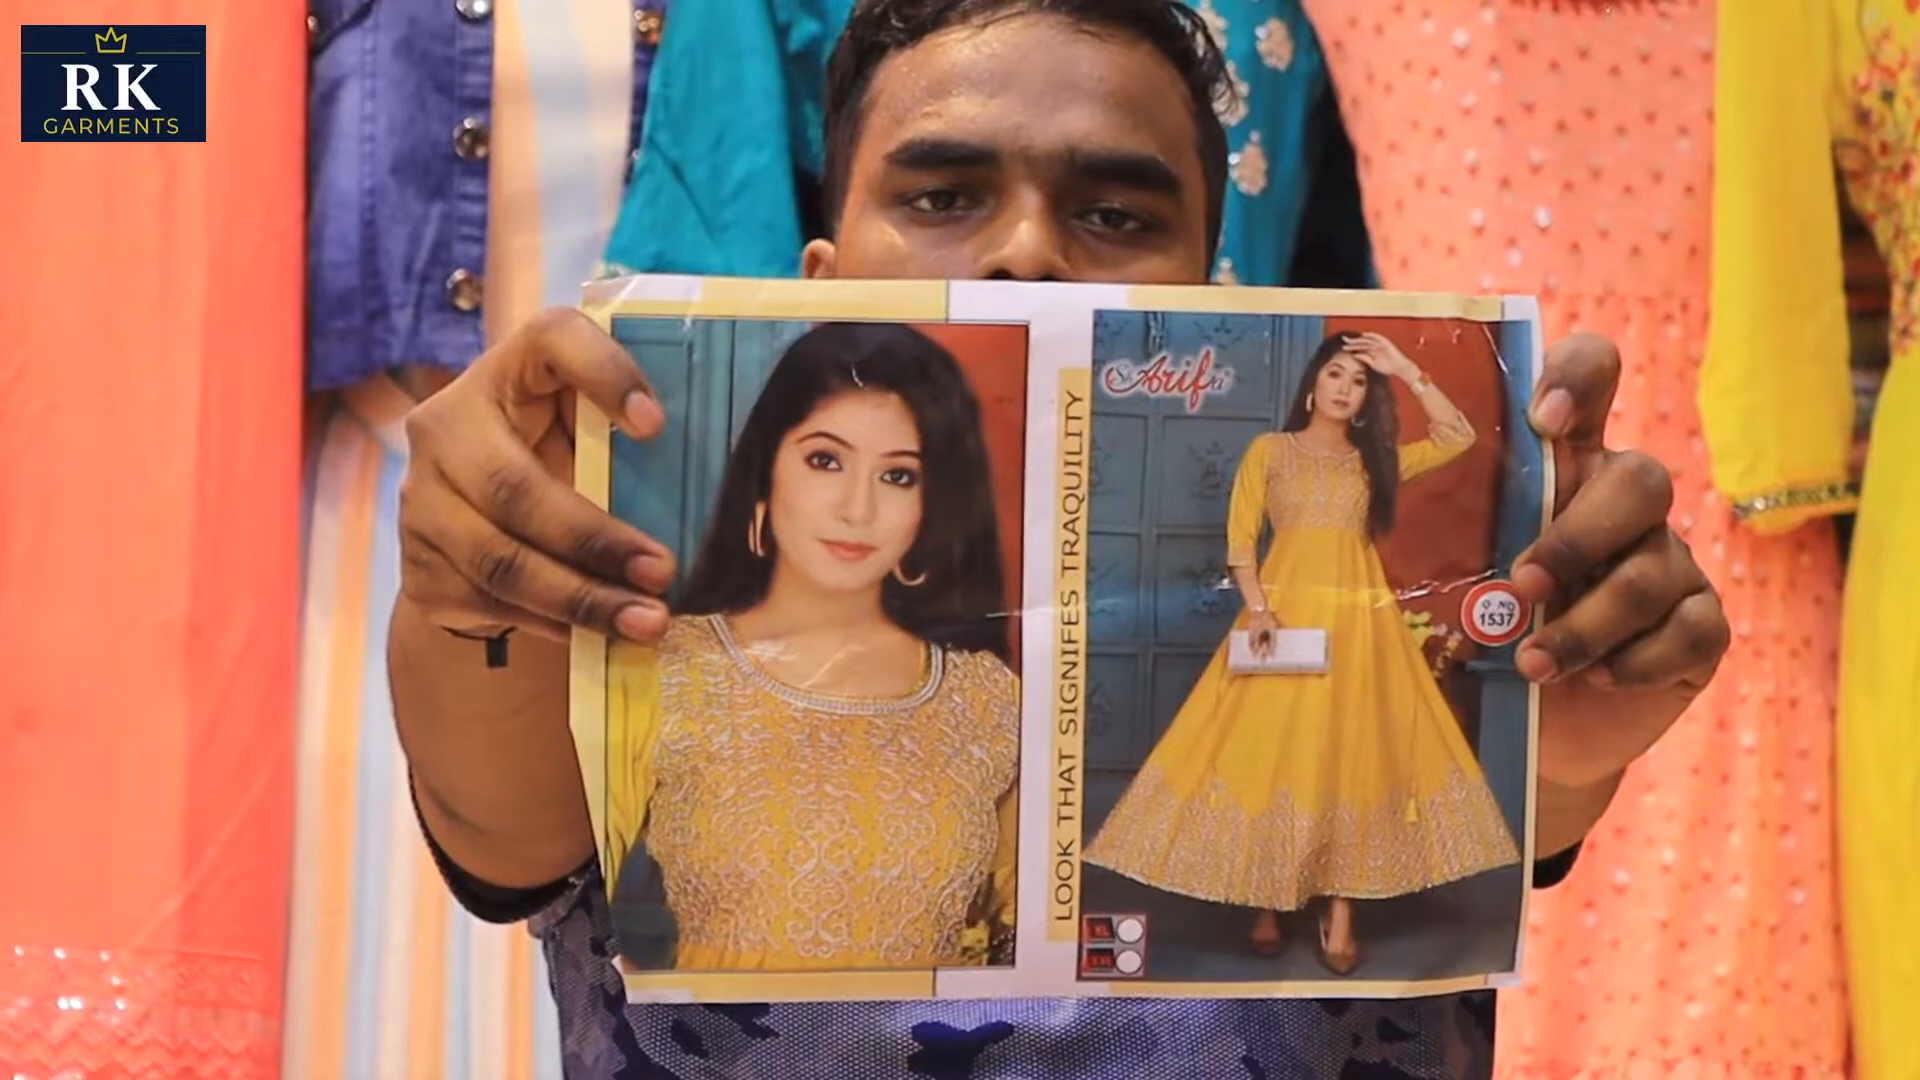 RK
GARMENTS
Arifa
LOOK THAT SIGNIFES TRAQUILITY
D. NO
1537
XL
XXL